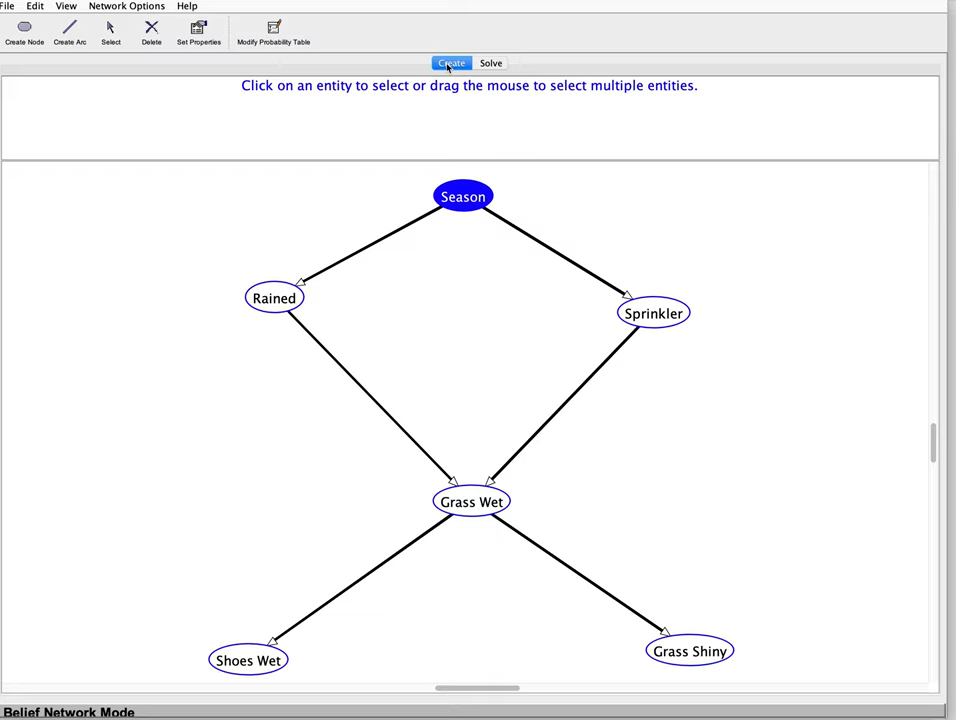 File Edit View Network Options Help
Create Node Create Arc Select Delete Set Properties Modify Probability Table
Create Solve
Click on an entity to select or drag the mouse to select multiple entities.
Season
Rained
Sprinkler
Grass Wet
Shoes Wet
Grass Shiny
Belief Network Mode